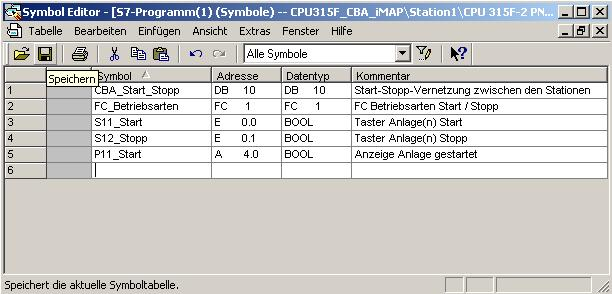 Symbol Editor - [S7-Programm(1) (Symbole) -- CPU315F_CBA_iMAP\Station1\CPU 315F-2 PN...
Tabelle Bearbeiten Einfügen Ansicht Extras Fenster Hilfe
Alle Symbole
Speichern
Symbol Adresse Datentyp Kommentar
1 CBA_Start_Stopp DB 10 DB 10 Start-Stopp-Vernetzung zwischen den Stationen
2 FC_Betriebsarten FC 1 FC 1 FC Betriebsarten Start / Stopp
3 S11_Start E 0.0 BOOL Taster Anlage(n) Start
4 S12_Stopp E 0.1 BOOL Taster Anlage(n) Stopp
5 P11_Start A 4.0 BOOL Anzeige Anlage gestartet
6
Speichert die aktuelle Symboltabelle.